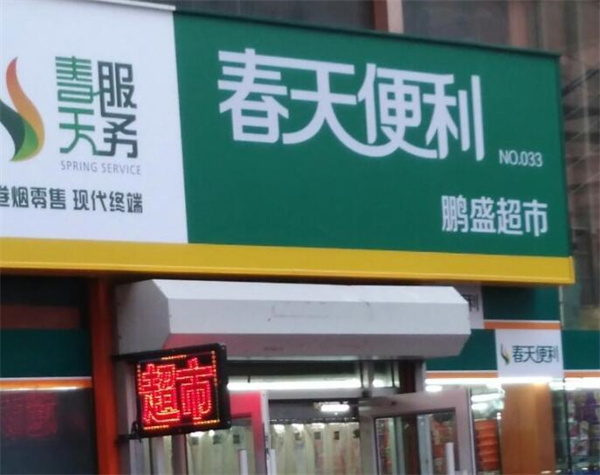 春天
服务
SPRING SERVICE
卷烟零售 现代终端
春天便利
NO.033
鹏盛超市
超市
春天便利